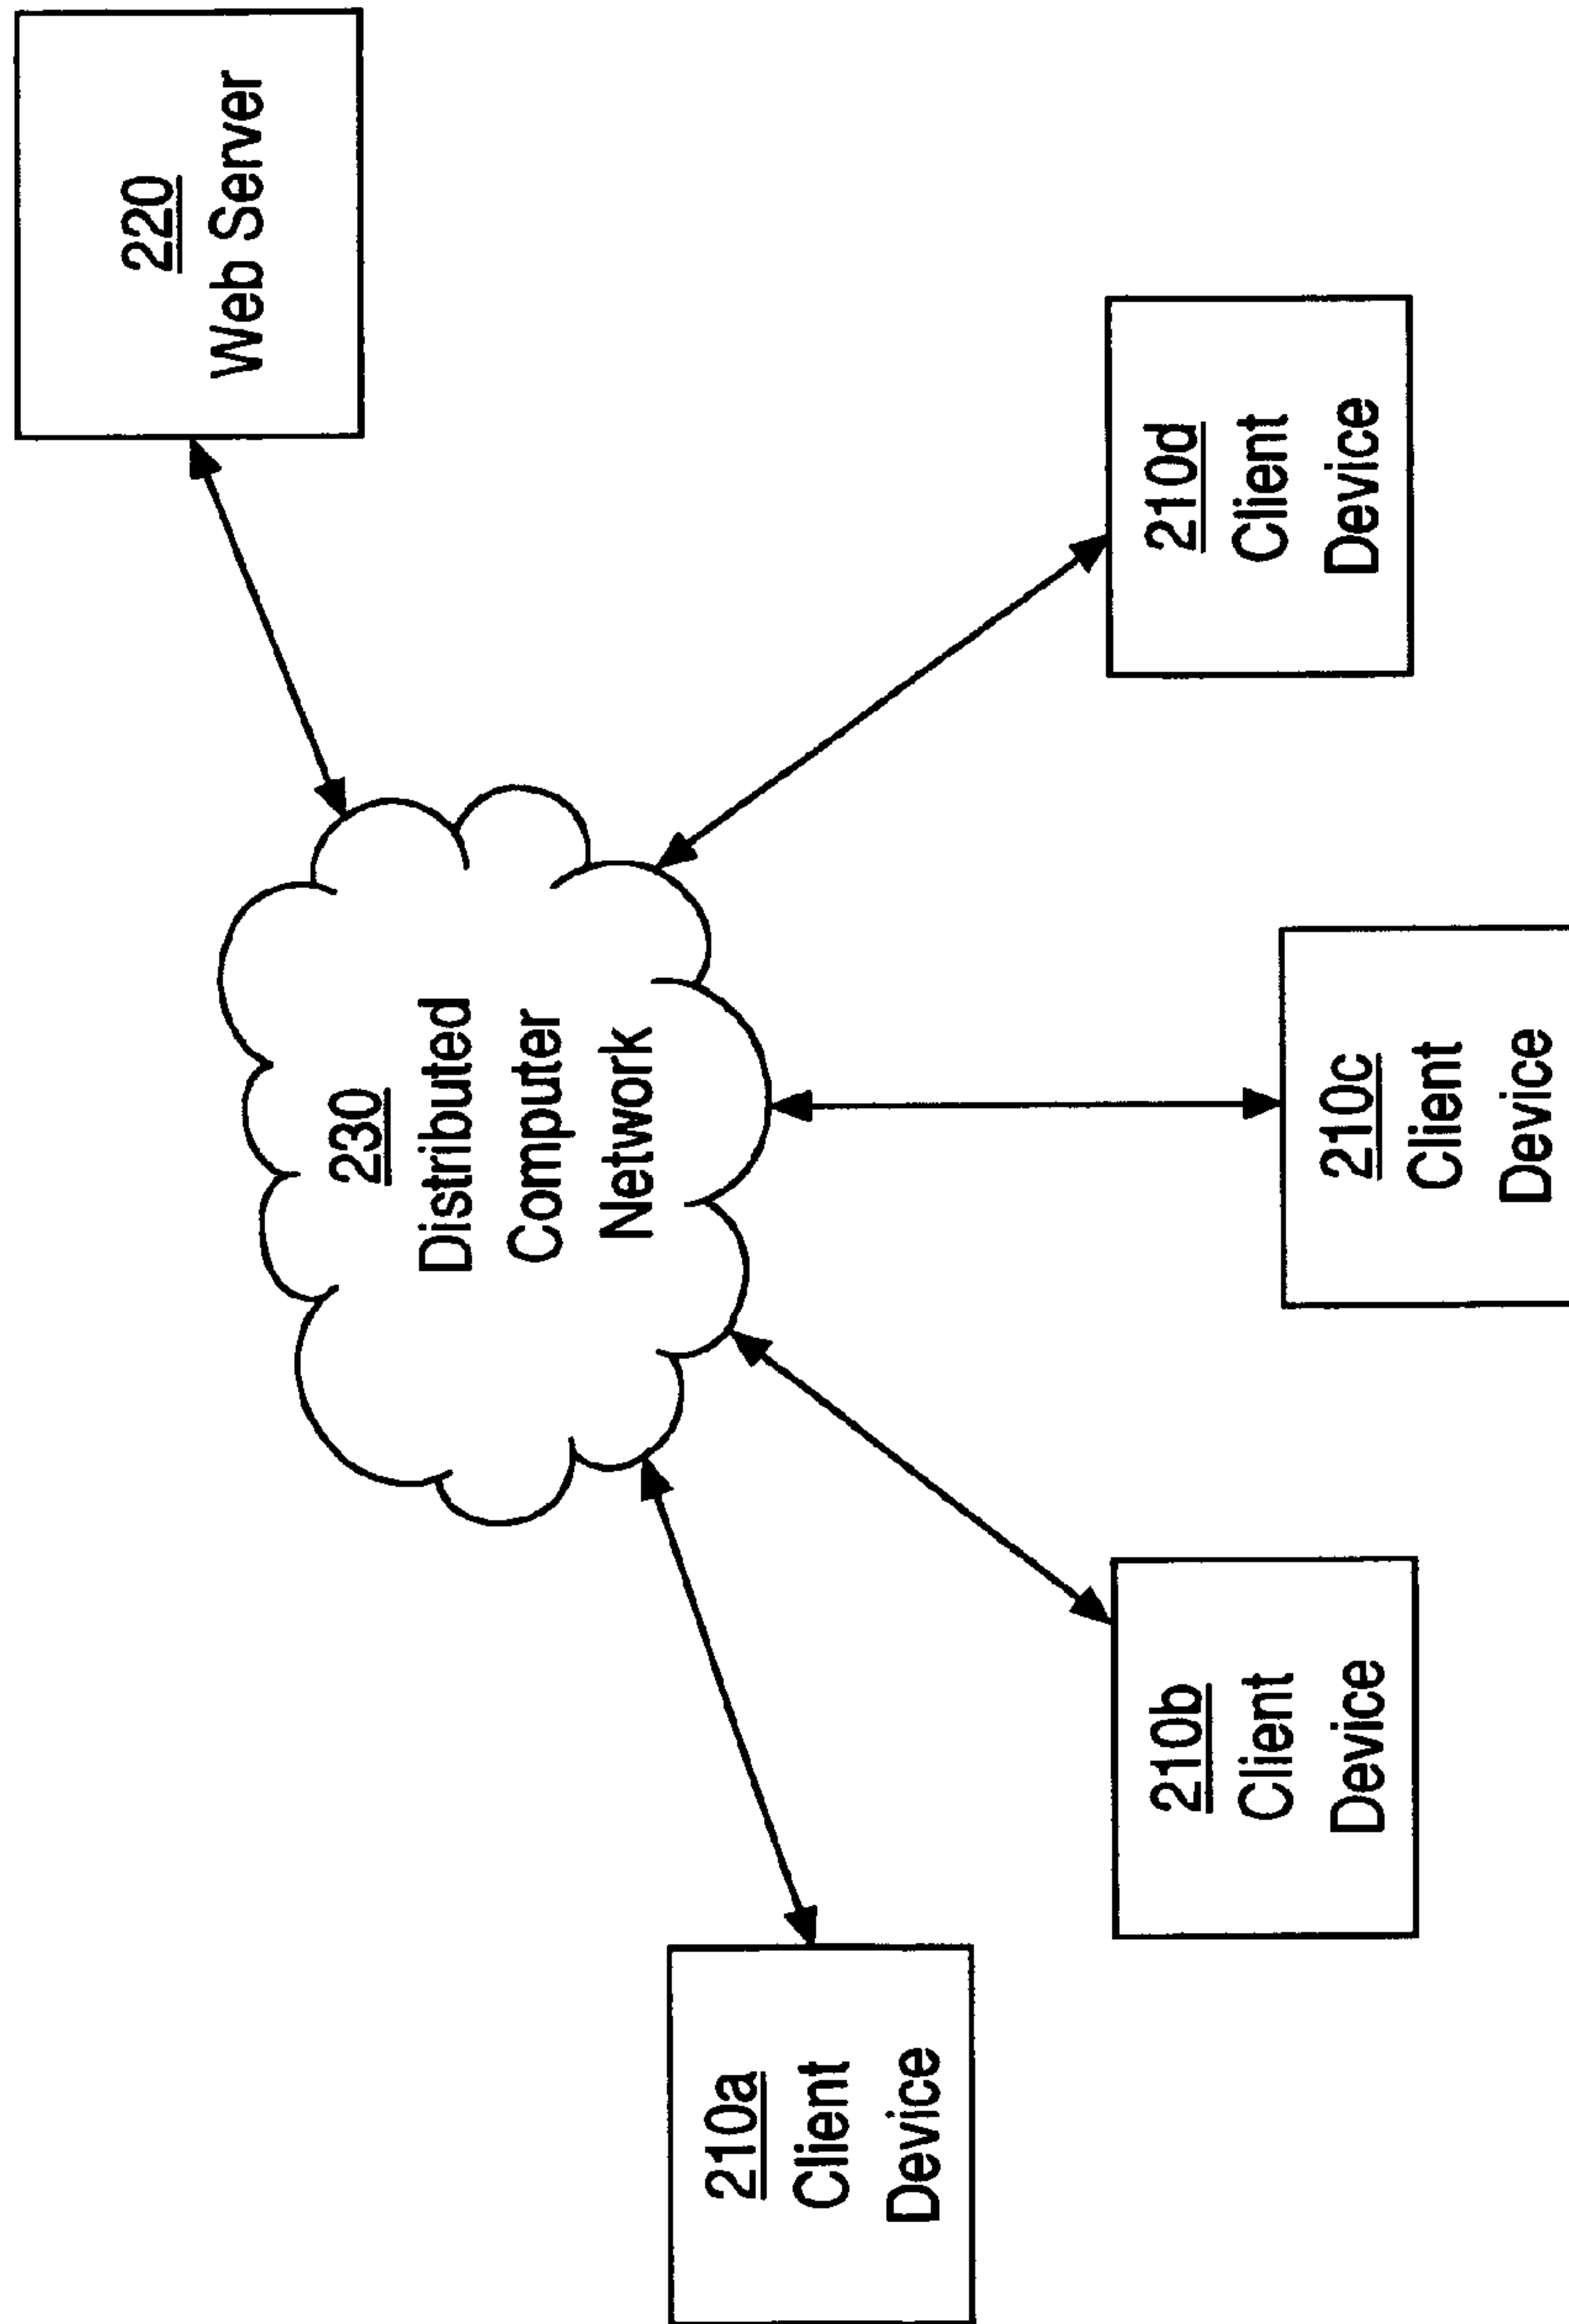 220
Web Server
230
Distributed
Computer
Network
210a
Client
Device
210b
Client
Device
210c
Client
Device
210d
Client
Device